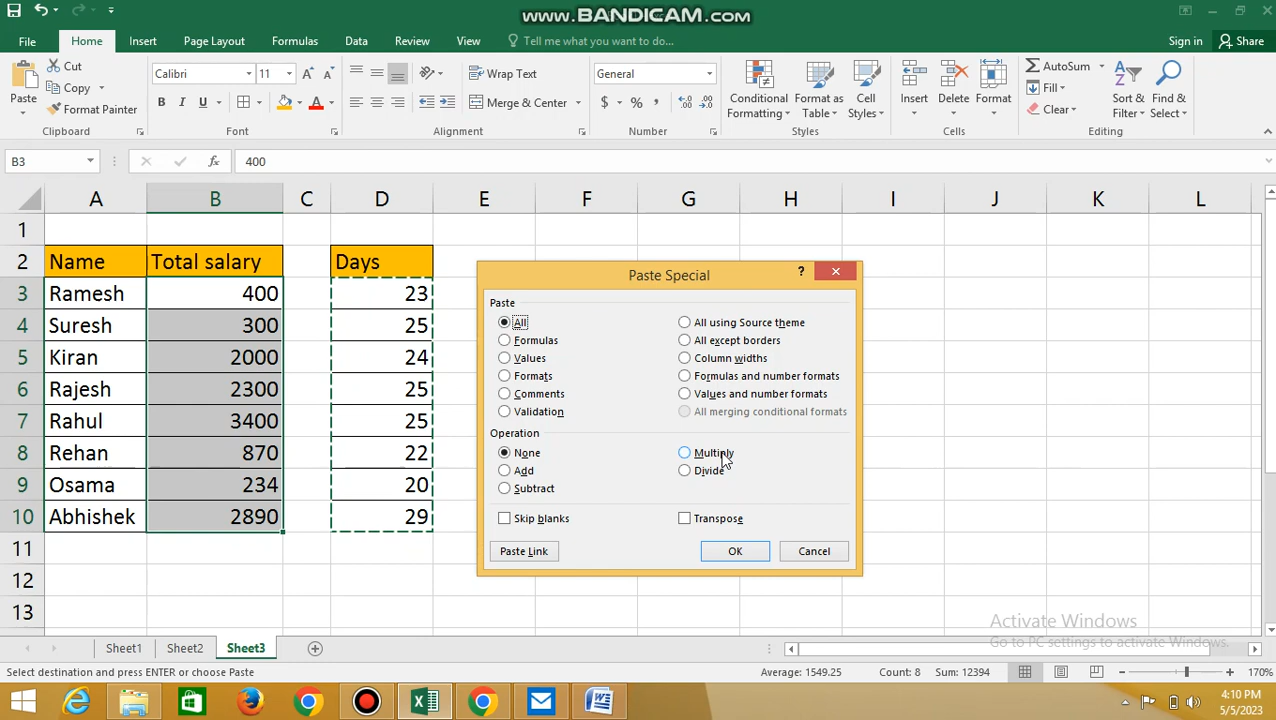 www.BANDICAM.com
File Home Insert Page Layout Formulas Data Review View Tell me what you want to do... Sign in Share
Paste
Cut
Copy
Format Painter
Clipboard
Calibri 11 A A
B I U A
Font
Wrap Text
Merge & Center
Alignment
General
$ % ,
Number
Conditional Formatting
Format as Table
Cell Styles
Styles
Insert Delete Format
Cells
AutoSum
Fill
Clear
Sort & Filter
Find & Select
Editing
B3 fx 400
A B C D E F G H I J K L
1
2 Name Total salary Days
3 Ramesh 400 23
4 Suresh 300 25
5 Kiran 2000 24
6 Rajesh 2300 25
7 Rahul 3400 25
8 Rehan 870 22
9 Osama 234 20
10 Abhishek 2890 29
11
12
13
Paste Special ?
Paste
All All using Source theme
Formulas All except borders
Values Column widths
Formats Formulas and number formats
Comments Values and number formats
Validation All merging conditional formats
Operation
None Multiply
Add Divide
Subtract
Skip blanks Transpose
Paste Link OK Cancel
Activate Windows
Go to PC settings to activate Windows.
Sheet1 Sheet2 Sheet3
Select destination and press ENTER or choose Paste Average: 1549.25 Count: 8 Sum: 12394 170%
4:10 PM
5/5/2023